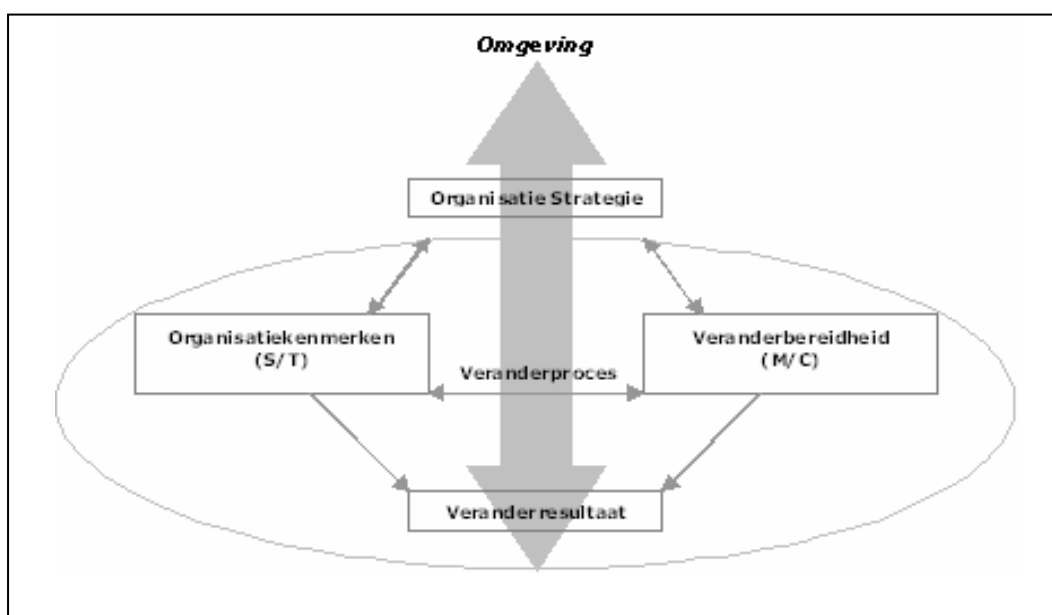 Omgeving
Organisatie Strategie
Organisatiekenmerken
(S/T)
Veranderbereidheid
(M/C)
Veranderproces
Veranderresultaat